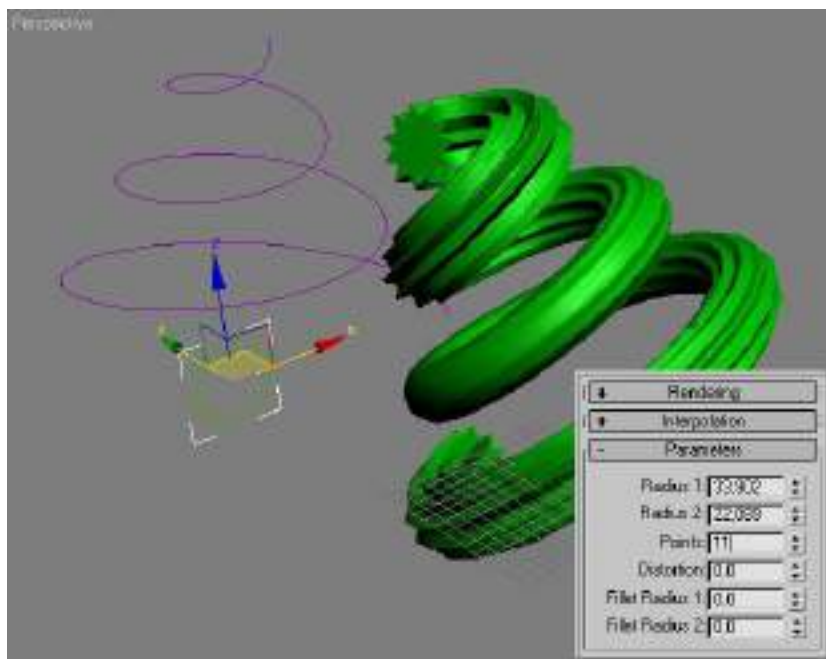 Perspective
+ Rendering
+ Interpolation
- Parameters
Radius 1: 33,902
Radius 2: 22,089
Points: 11
Distortion: 0,0
Fillet Radius 1: 0,0
Fillet Radius 2: 0,0